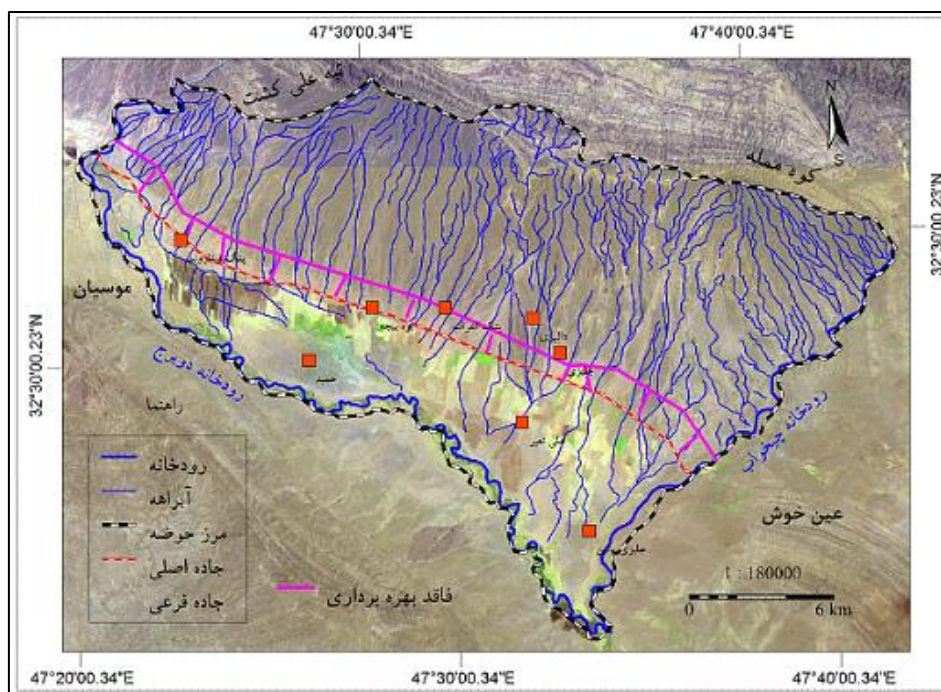 47°30'00.34"E
47°40'00.34"E
تپه علی کشت
N
S
کوه ممله
32°30'00.23"N
موسیان
رودخانه دویرج
رودخانه چیخواب
عین خوش
32°30'00.23"N
راهنما
رودخانه
آبراهه
مرز حوضه
جاده اصلی
جاده فرعی
فاقد بهره برداری
1 : 180000
0
6 km
47°20'00.34"E
47°30'00.34"E
47°40'00.34"E